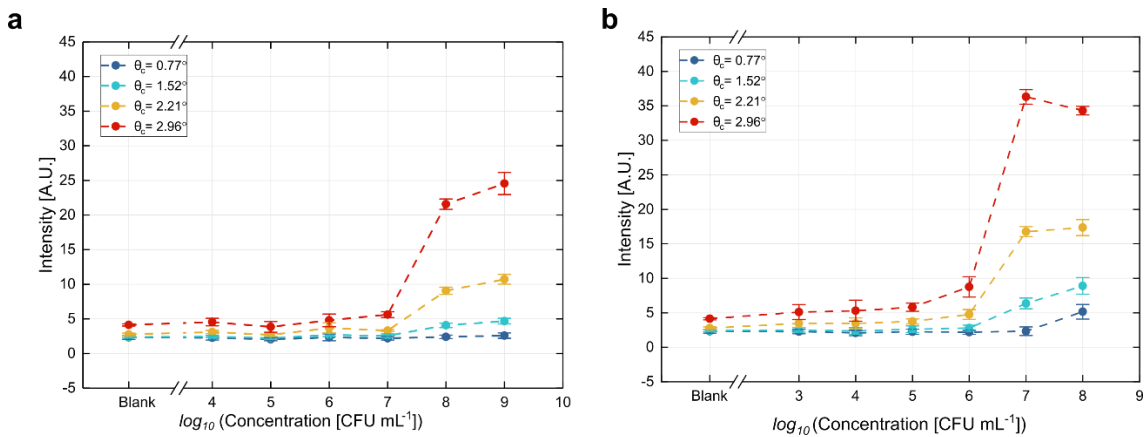 a
45
40
35
30
25
20
15
10
5
0
-5
Intensity [A.U.]
θc= 0.77°
θc= 1.52°
θc= 2.21°
θc= 2.96°
Blank 4 5 6 7 8 9 10
log10 (Concentration [CFU mL-1])
b
45
40
35
30
25
20
15
10
5
0
-5
Intensity [A.U.]
θc= 0.77°
θc= 1.52°
θc= 2.21°
θc= 2.96°
Blank 3 4 5 6 7 8 9
log10 (Concentration [CFU mL-1])